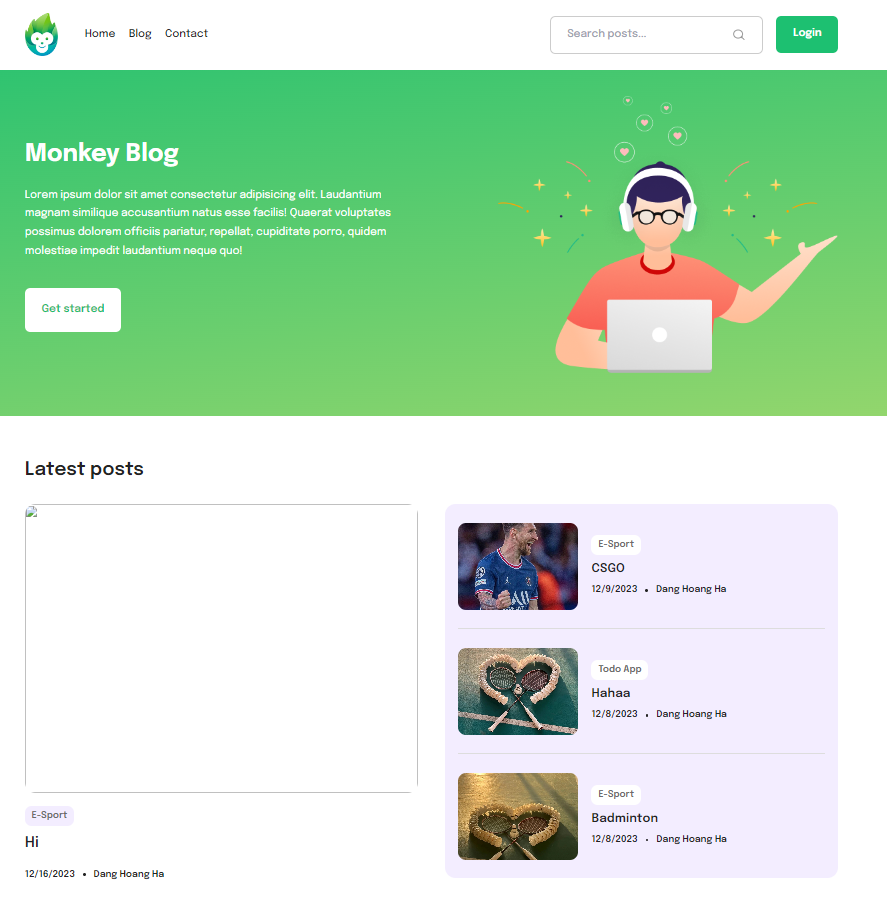 Home Blog Contact Search posts... Login
Monkey Blog
Lorem ipsum dolor sit amet consectetur adipisicing elit. Laudantium
magnam similique accusantium natus esse facilis! Quaerat voluptates
possimus dolorem officiis pariatur, repellat, cupiditate porro, quidem
molestiae impedit laudantium neque quo!
Get started
Latest posts
E-Sport
Hi
12/16/2023 • Dang Hoang Ha
E-Sport
CSGO
12/9/2023 • Dang Hoang Ha
Todo App
Hahaa
12/8/2023 • Dang Hoang Ha
E-Sport
Badminton
12/8/2023 • Dang Hoang Ha